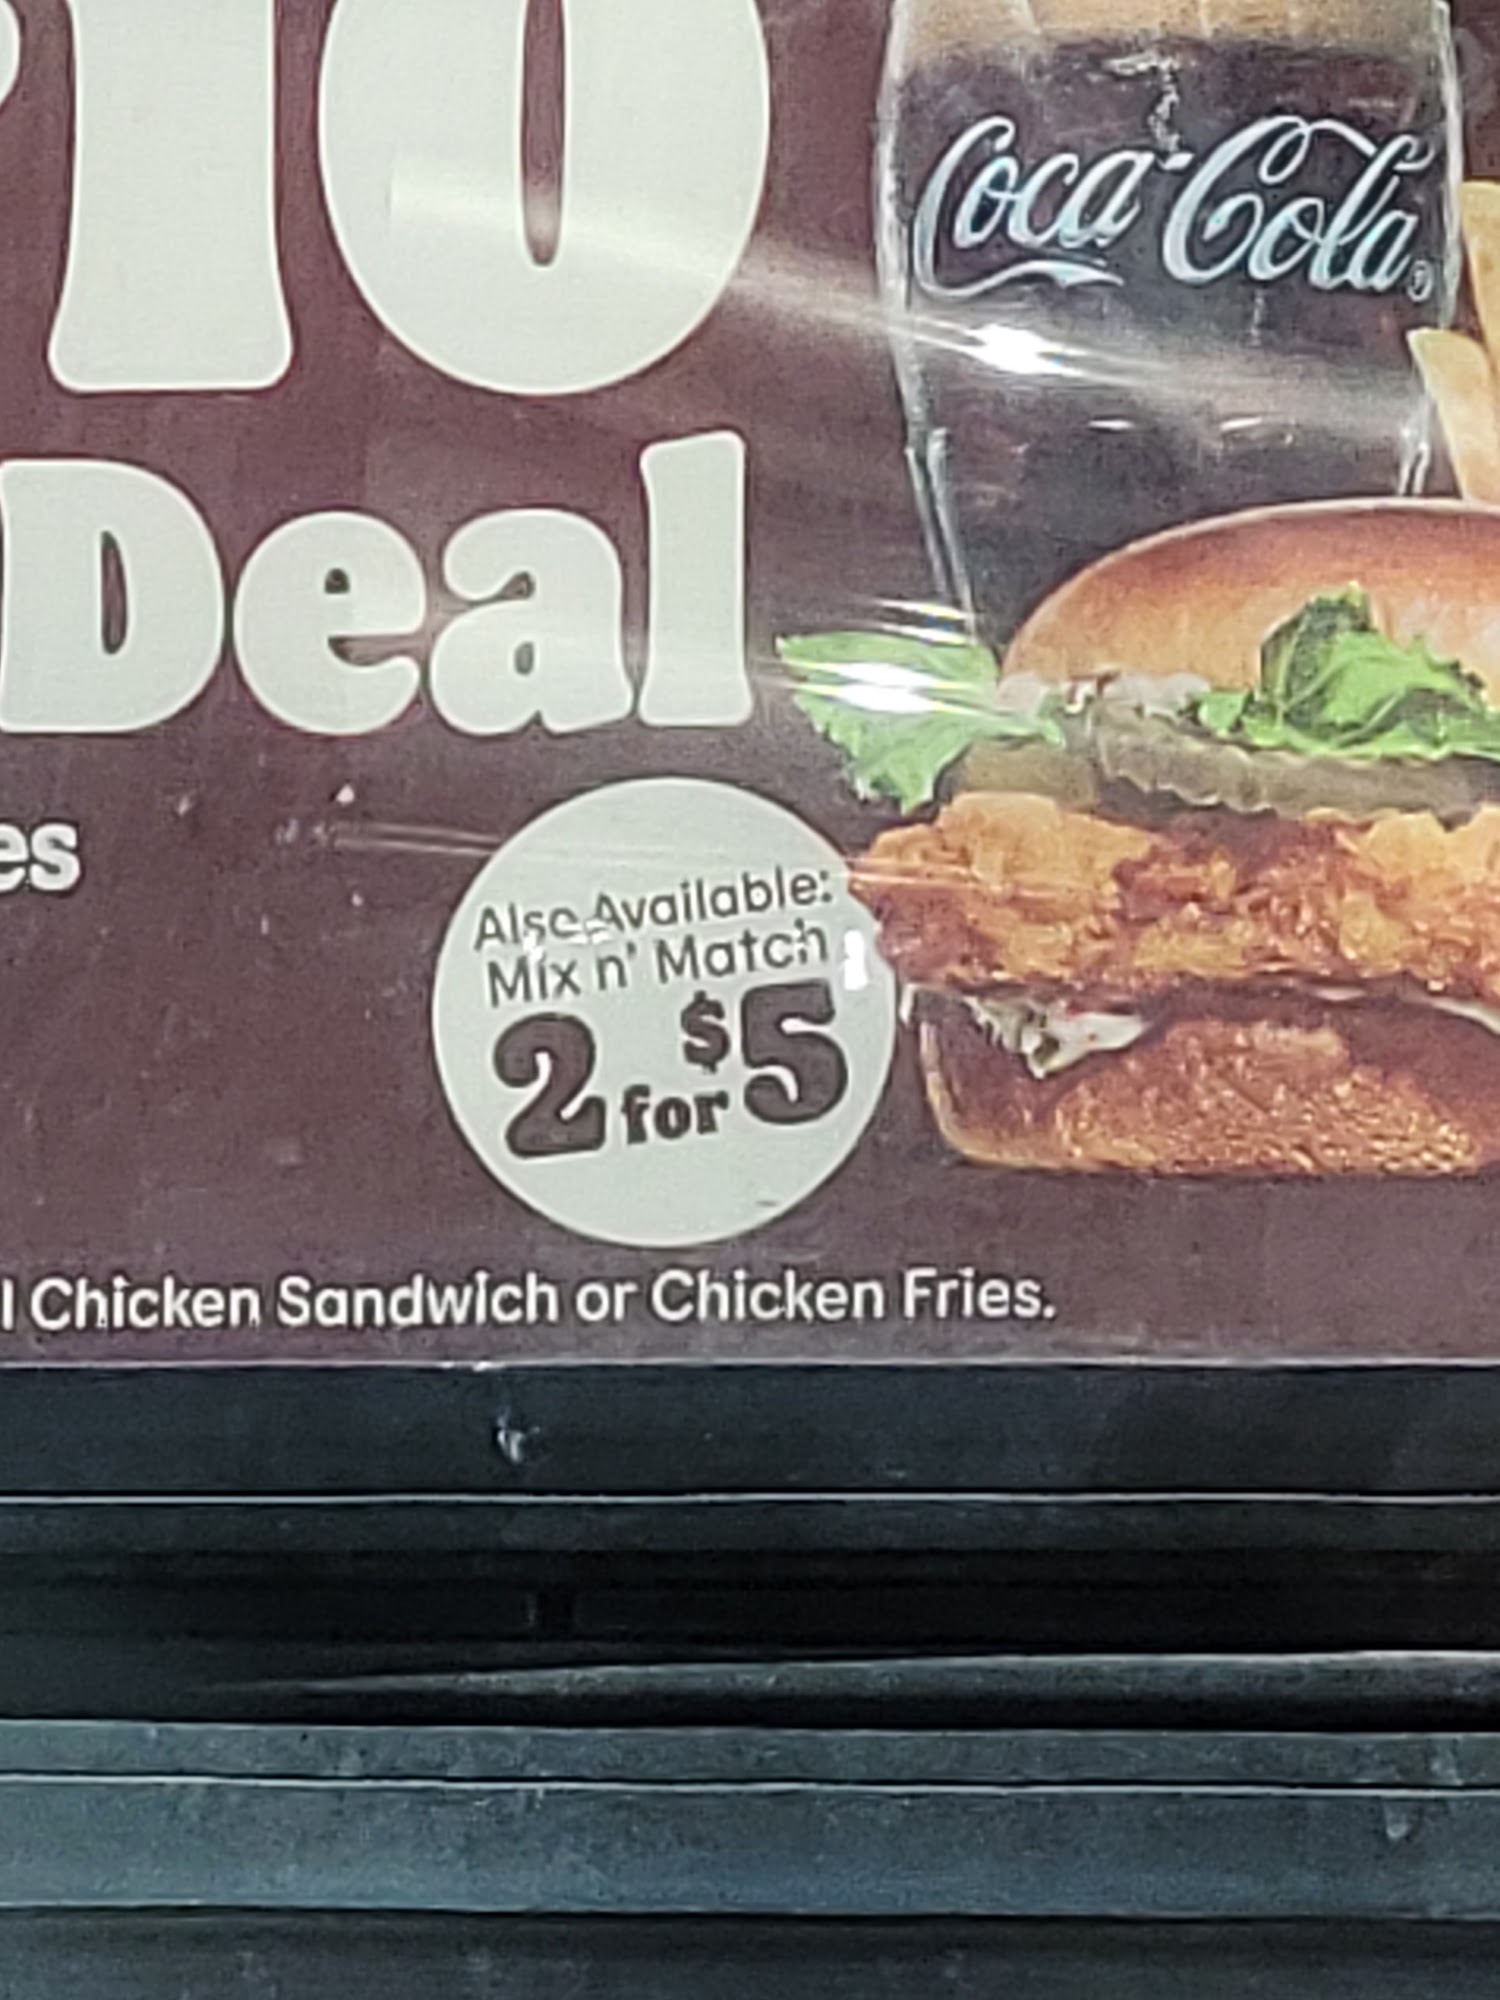 10
Coca-Cola®
Deal
es
Also Available:
Mix n' Match
2 for $5
l Chicken Sandwich or Chicken Fries.